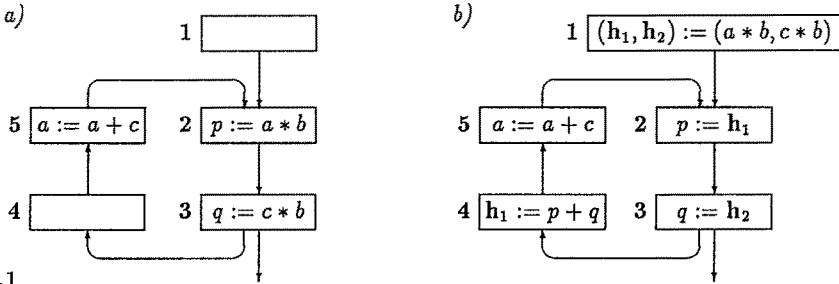 a)
1
5 a := a + c
2 p := a * b
4
3 q := c * b
b)
1 (h₁, h₂) := (a * b, c * b)
5 a := a + c
2 p := h₁
4 h₁ := p + q
3 q := h₂